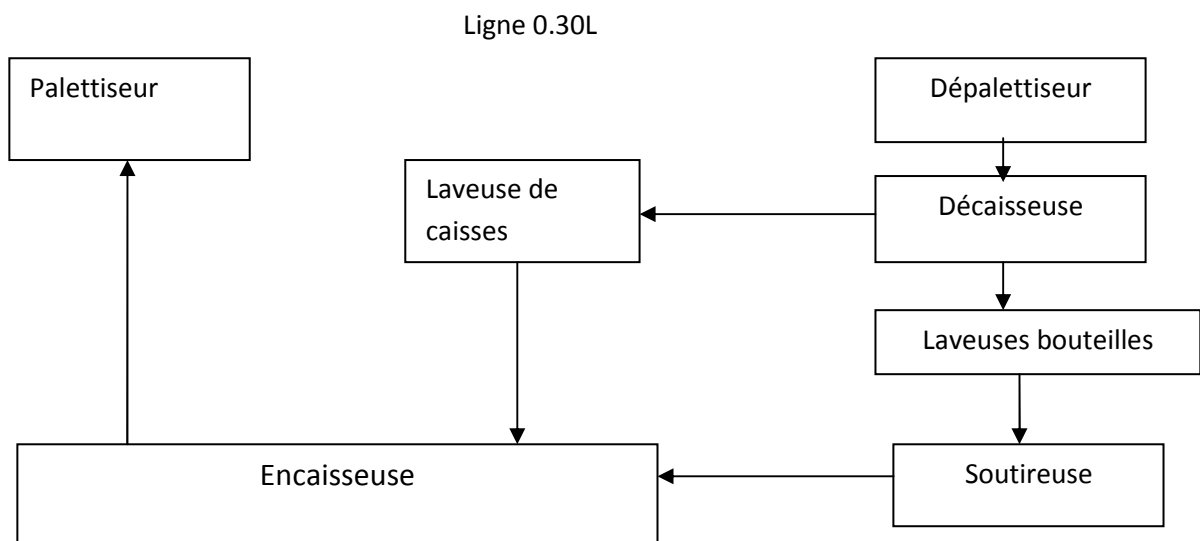 Ligne 0.30L
Palettiseur
Dépalettiseur
Laveuse de
caisses
Décaisseuse
Laveuses bouteilles
Encaisseuse
Soutireuse